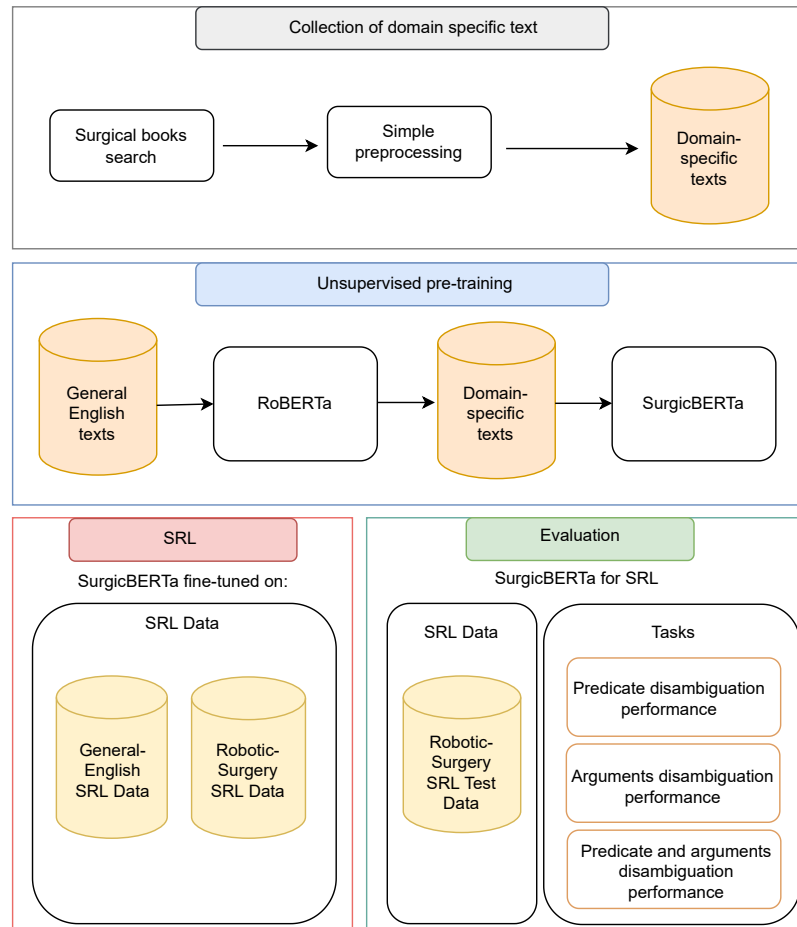 Collection of domain specific text
Surgical books
search
Simple
preprocessing
Domain-
specific
texts
Unsupervised pre-training
General
English
texts
RoBERTa
Domain-
specific
texts
SurgicBERTa
SRL
SurgicBERTa fine-tuned on:
SRL Data
General-
English
SRL Data
Robotic-
Surgery
SRL Data
Evaluation
SurgicBERTa for SRL
SRL Data
Robotic-
Surgery
SRL Test
Data
Tasks
Predicate disambiguation
performance
Arguments disambiguation
performance
Predicate and arguments
disambiguation
performance